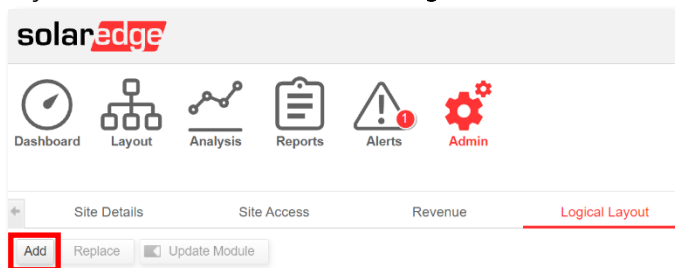 solaredge
1
Dashboard Layout Analysis Reports Alerts Admin
Site Details Site Access Revenue Logical Layout
Add Replace Update Module